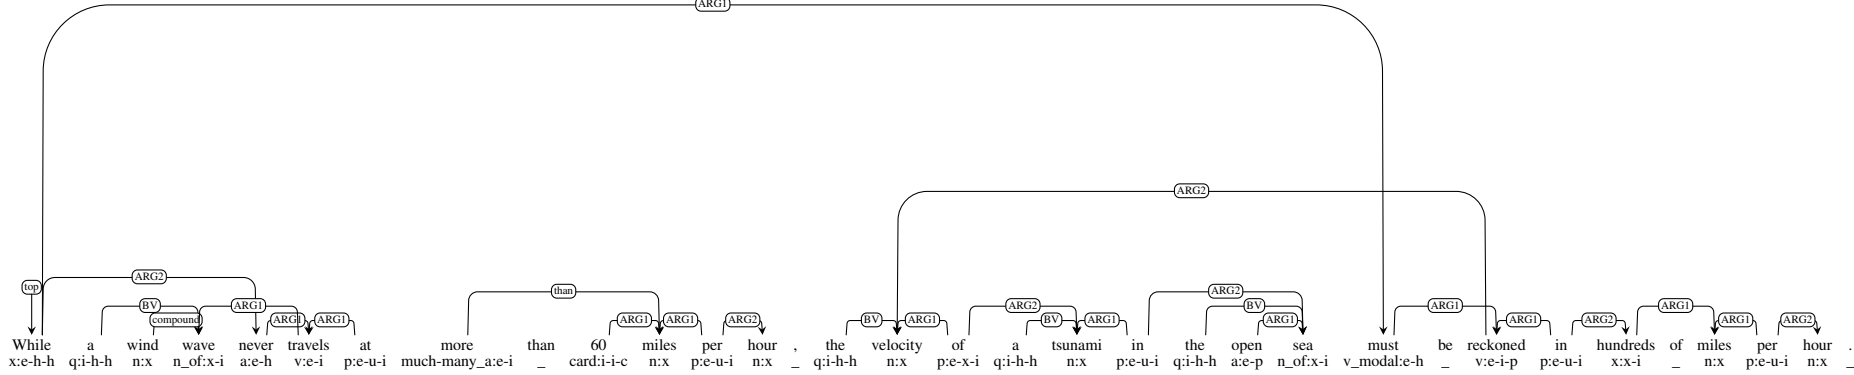 ARG1
ARG2
ARG2
top than ARG2
BV ARG1 ARG2 BV ARG1 ARG1
compound ARG1 ARG1 ARG1 ARG1 ARG2 BV ARG1 BV ARG1 ARG1 ARG1 ARG2 ARG1 ARG2
While a wind wave never travels at more than 60 miles per hour , the velocity of a tsunami in the open sea must be reckoned in hundreds of miles per hour .
x:e-h-h q:i-h-h n:x n_of:x-i a:e-h v:e-i p:e-u-i much-many_a:e-i _ card:i-i-c n:x p:e-u-i n:x _ q:i-h-h n:x p:e-x-i q:i-h-h n:x p:e-u-i q:i-h-h a:e-p n_of:x-i v_modal:e-h _ v:e-i-p p:e-u-i x:x-i _ n:x p:e-u-i n:x _